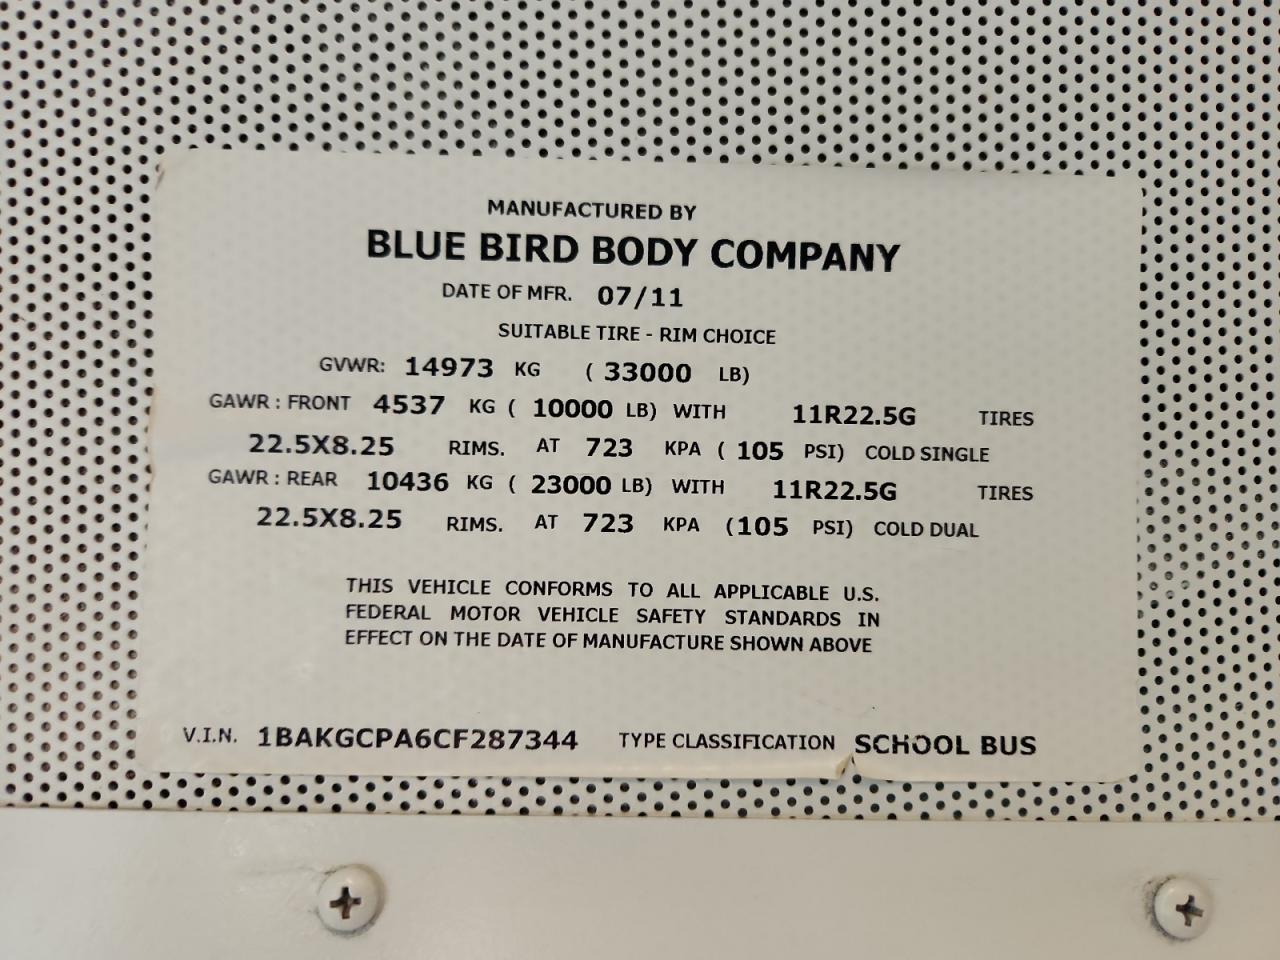 MANUFACTURED BY
BLUE BIRD BODY COMPANY
DATE OF MFR. 07/11
SUITABLE TIRE - RIM CHOICE
GVWR: 14973 KG ( 33000 LB)
GAWR : FRONT 4537 KG ( 10000 LB) WITH 11R22.5G TIRES
22.5X8.25 RIMS. AT 723 KPA ( 105 PSI) COLD SINGLE
GAWR : REAR 10436 KG ( 23000 LB) WITH 11R22.5G TIRES
22.5X8.25 RIMS. AT 723 KPA (105 PSI) COLD DUAL
THIS VEHICLE CONFORMS TO ALL APPLICABLE U.S.
FEDERAL MOTOR VEHICLE SAFETY STANDARDS IN
EFFECT ON THE DATE OF MANUFACTURE SHOWN ABOVE
V.I.N. 1BAKGCPA6CF287344 TYPE CLASSIFICATION SCHOOL BUS